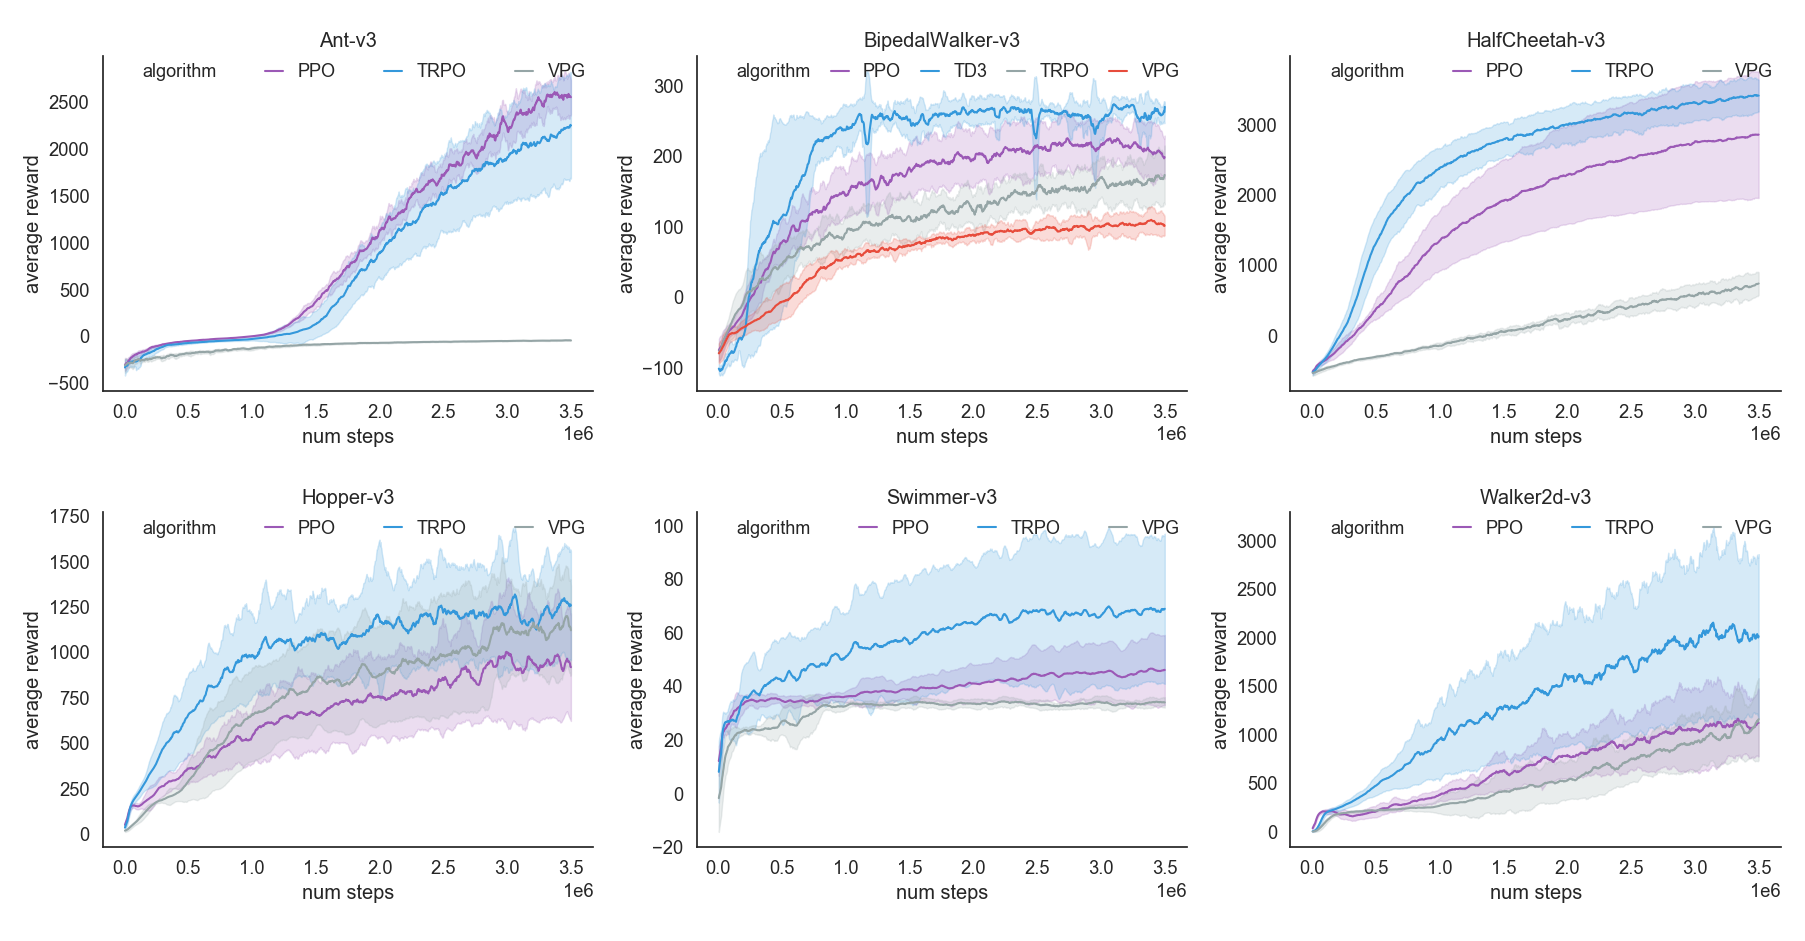 Ant-v3
algorithm PPO TRPO VPG
2500
2000
1500
1000
500
0
−500
average reward
0.0 0.5 1.0 1.5 2.0 2.5 3.0 3.5
1e6
num steps
BipedalWalker-v3
algorithm PPO TD3 TRPO VPG
300
200
100
0
−100
average reward
0.0 0.5 1.0 1.5 2.0 2.5 3.0 3.5
1e6
num steps
HalfCheetah-v3
algorithm PPO TRPO VPG
3000
2000
1000
0
average reward
0.0 0.5 1.0 1.5 2.0 2.5 3.0 3.5
1e6
num steps
Hopper-v3
algorithm PPO TRPO VPG
1750
1500
1250
1000
750
500
250
0
average reward
0.0 0.5 1.0 1.5 2.0 2.5 3.0 3.5
1e6
num steps
Swimmer-v3
algorithm PPO TRPO VPG
100
80
60
40
20
0
−20
average reward
0.0 0.5 1.0 1.5 2.0 2.5 3.0 3.5
1e6
num steps
Walker2d-v3
algorithm PPO TRPO VPG
3000
2500
2000
1500
1000
500
0
average reward
0.0 0.5 1.0 1.5 2.0 2.5 3.0 3.5
1e6
num steps